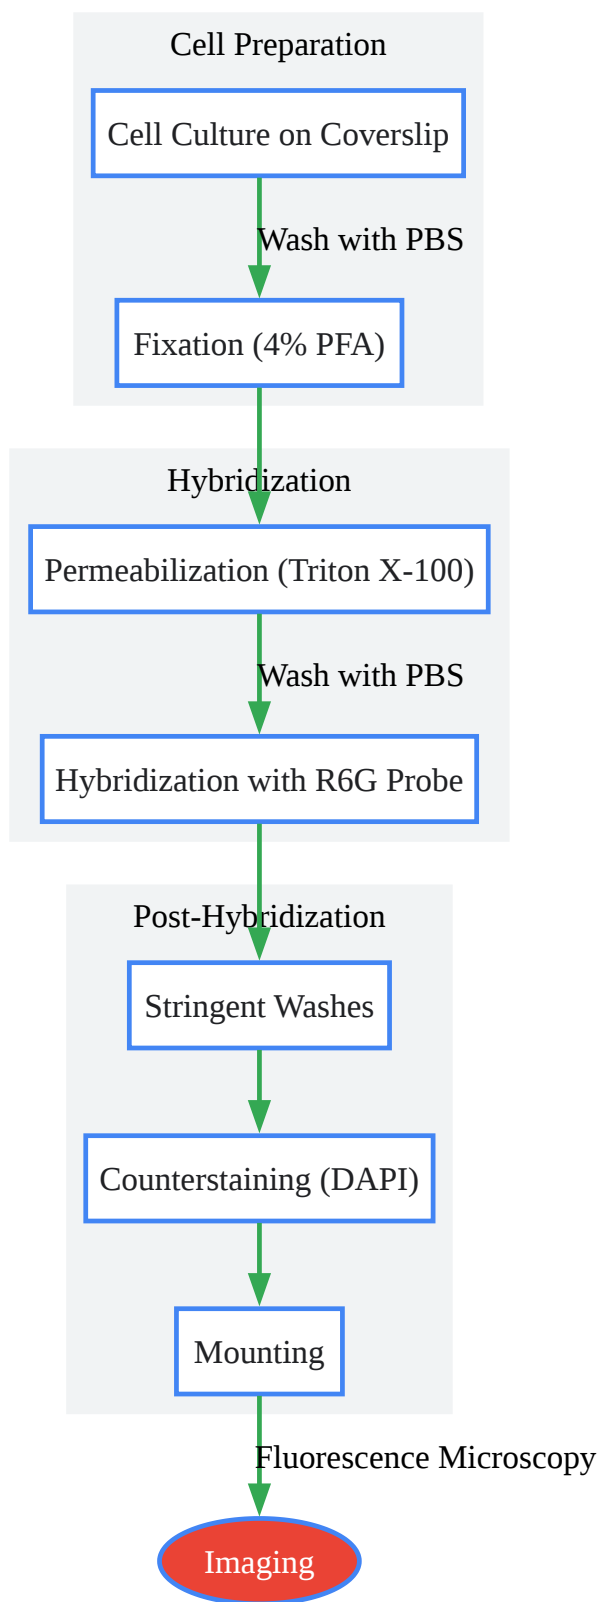 Cell Preparation
Cell Culture on Coverslip
Wash with PBS
Fixation (4% PFA)
Hybridization
Permeabilization (Triton X-100)
Wash with PBS
Hybridization with R6G Probe
Post-Hybridization
Stringent Washes
Counterstaining (DAPI)
Mounting
Fluorescence Microscopy
Imaging